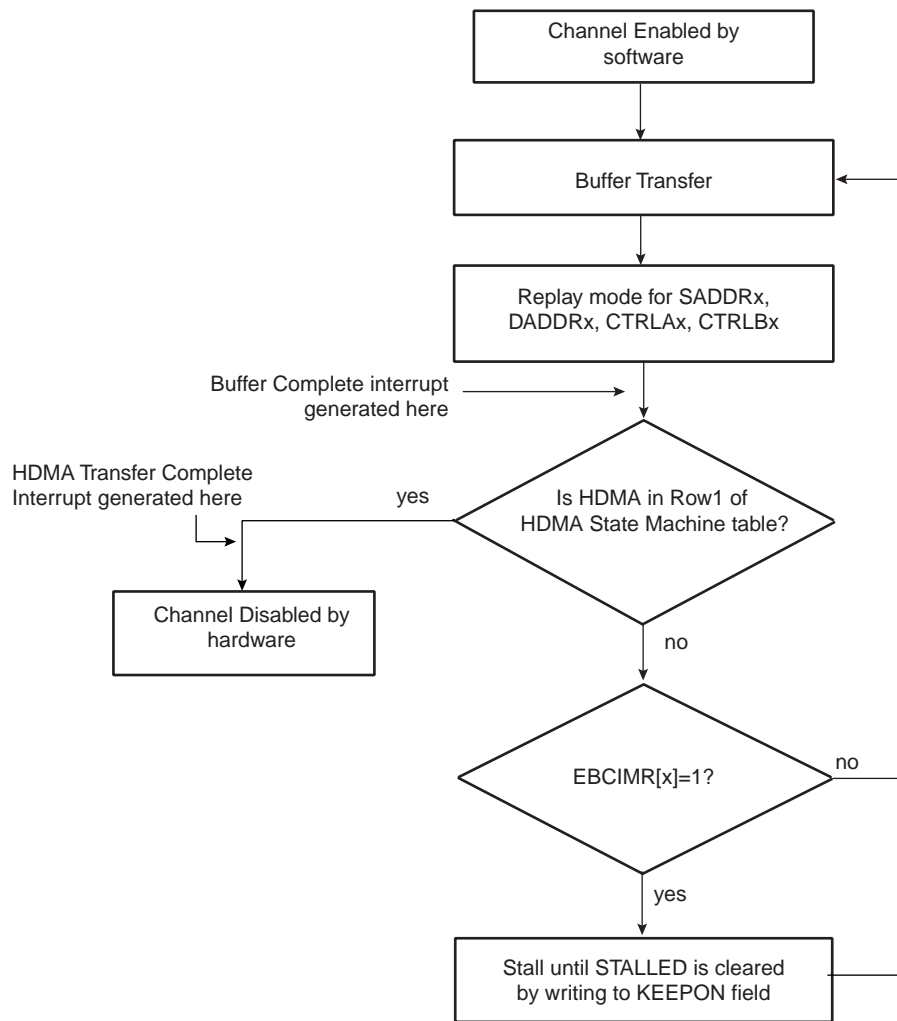 Channel Enabled by
software
Buffer Transfer
Replay mode for SADDRx,
DADDRx, CTRLAx, CTRLBx
Buffer Complete interrupt
generated here
HDMA Transfer Complete
Interrupt generated here
yes
Is HDMA in Row1 of
HDMA State Machine table?
Channel Disabled by
hardware
no
EBCIMR[x]=1?
no
yes
Stall until STALLED is cleared
by writing to KEEPON field